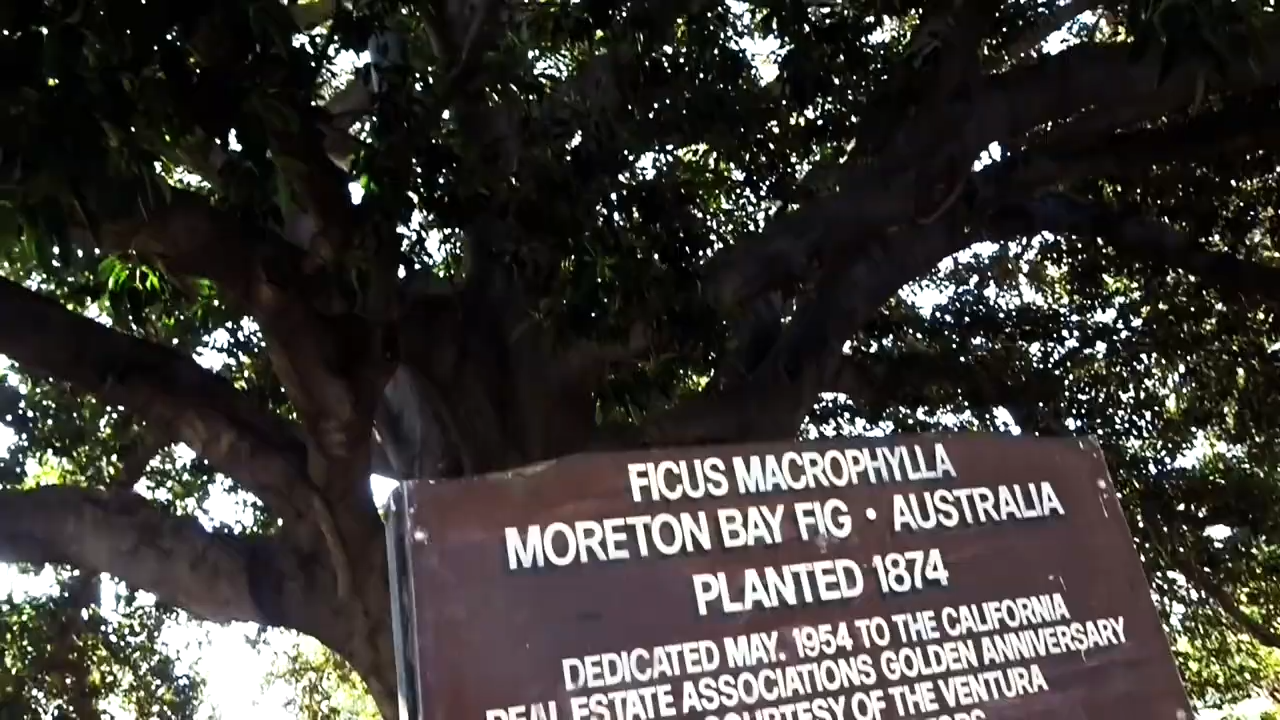 FICUS MACROPHYLLA
MORETON BAY FIG • AUSTRALIA
PLANTED 1874
DEDICATED MAY. 1954 TO THE CALIFORNIA
REAL ESTATE ASSOCIATIONS GOLDEN ANNIVERSARY
COURTESY OF THE VENTURA